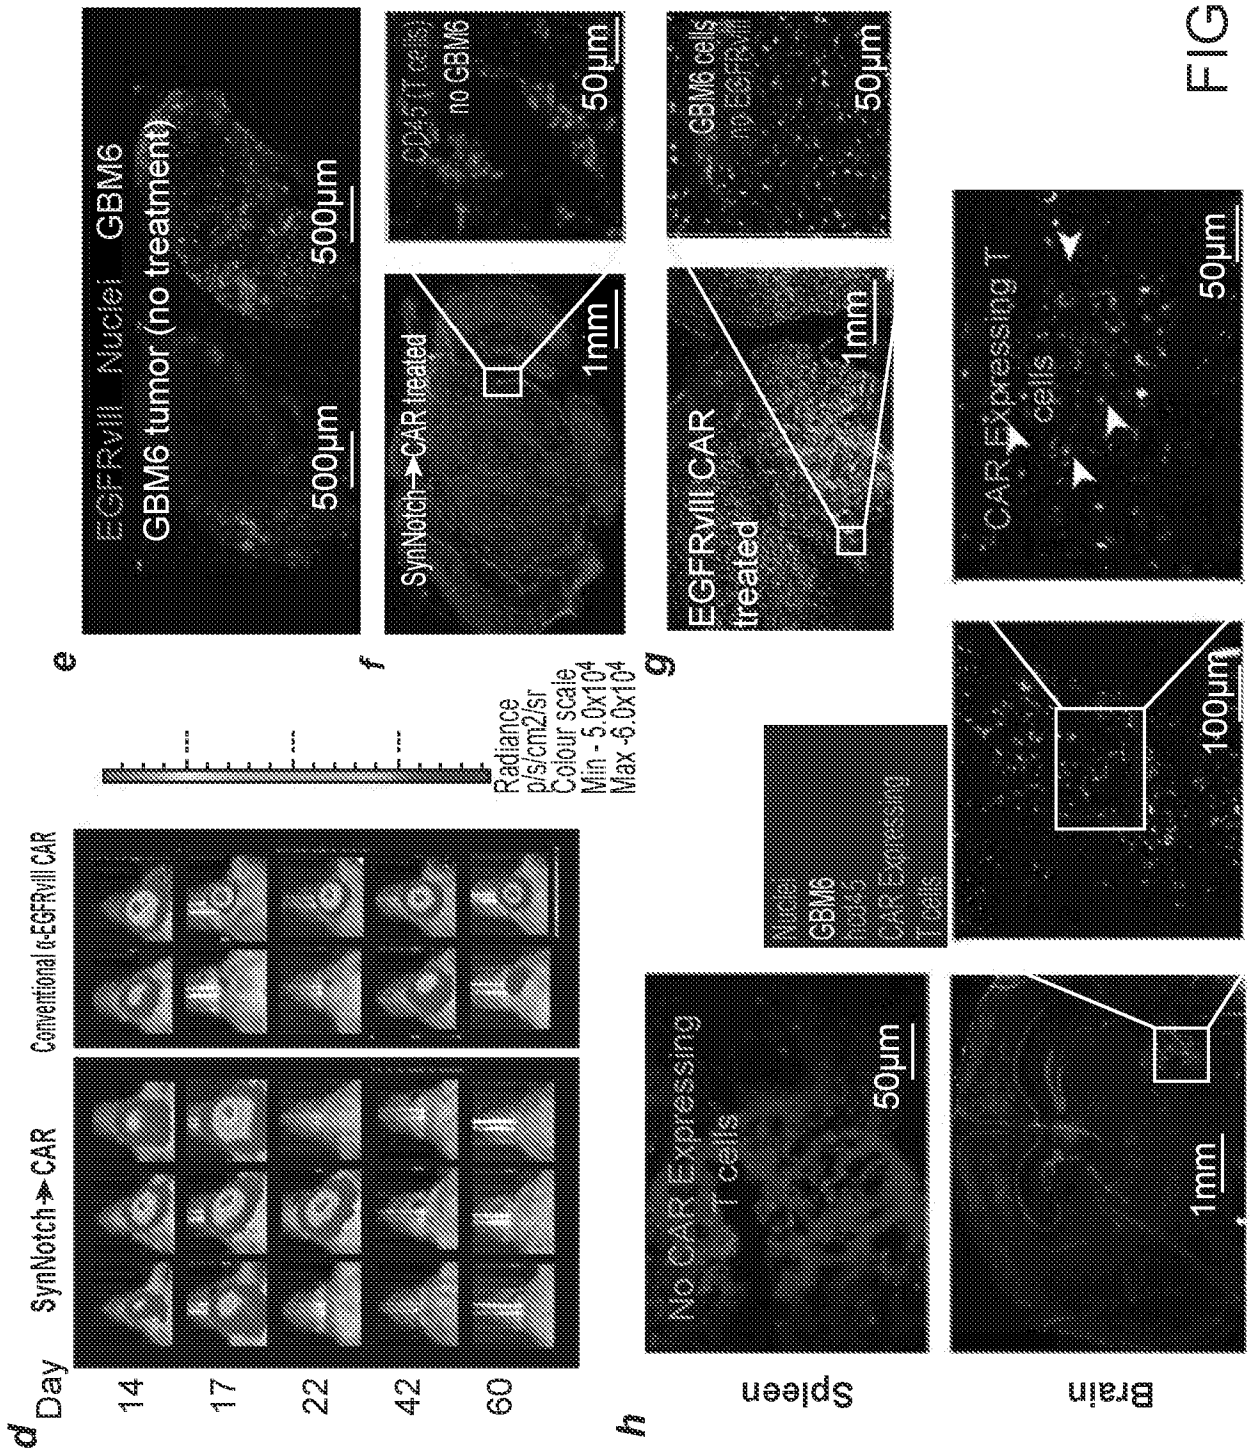 d
Day
SynNotch→CAR
Conventional α-EGFRvIII CAR
14
17
22
42
60
Radiance
p/s/cm2/sr
Colour scale
Min - 5.0x10⁴
Max -6.0x10⁴
e
EGFRvIII Nuclei GBM6
GBM6 tumor (no treatment)
500μm
500μm
f
SynNotch→CAR treated
1mm
CD45 (T cells)
no GBM6
50μm
g
EGFRvIII CAR
treated
1mm
GBM6 cells
no EGFRvIII
50μm
h
Spleen
No CAR Expressing
T cells
50μm
Nuclei
GBM6
CAR Expressing
T cells
Brain
1mm
100μm
CAR Expressing T
cells
50μm
FIG